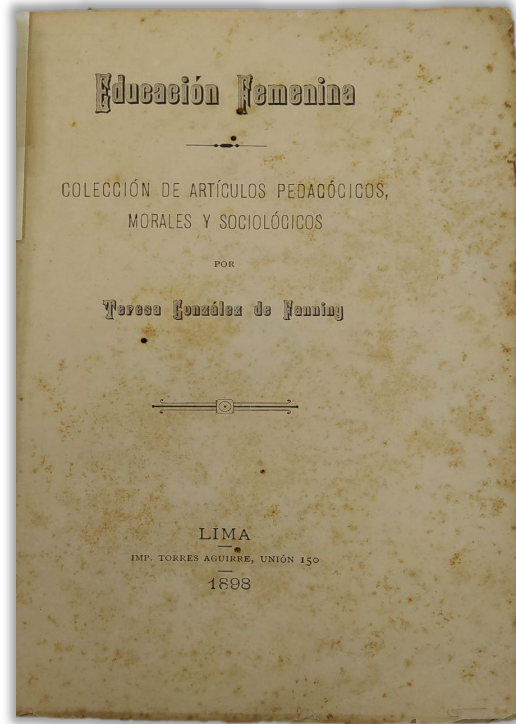 Educación Femenina
COLECCIÓN DE ARTÍCULOS PEDAGÓGICOS,
MORALES Y SOCIOLÓGICOS
POR
Teresa González de Fanning
LIMA
IMP. TORRES AGUIRRE, UNIÓN 150
1898